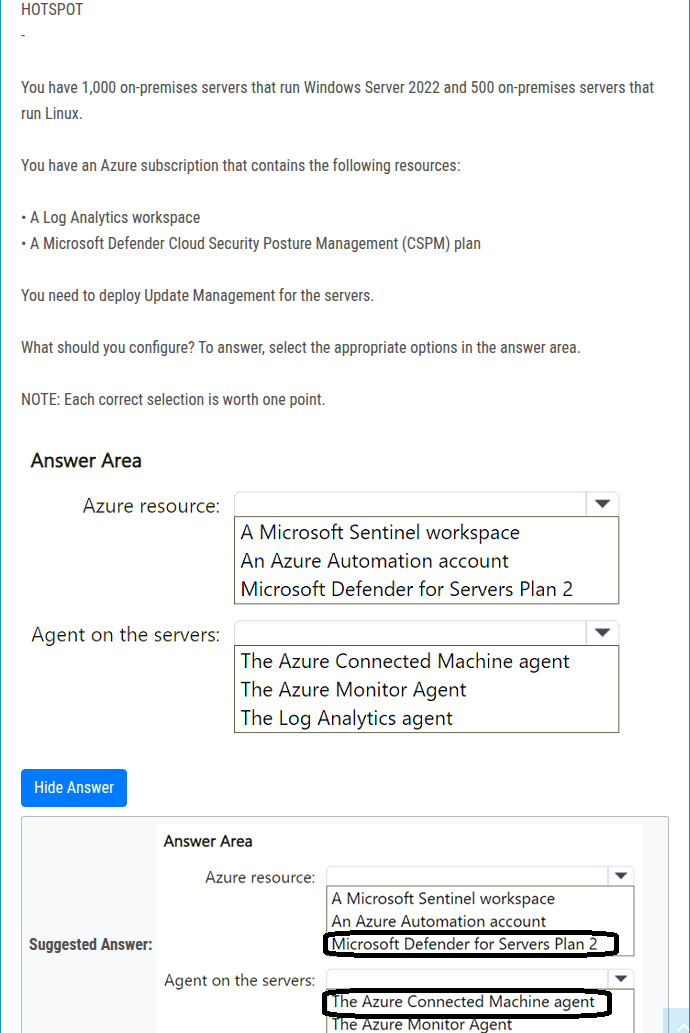 HOTSPOT
-
You have 1,000 on-premises servers that run Windows Server 2022 and 500 on-premises servers that
run Linux.
You have an Azure subscription that contains the following resources:
• A Log Analytics workspace
• A Microsoft Defender Cloud Security Posture Management (CSPM) plan
You need to deploy Update Management for the servers.
What should you configure? To answer, select the appropriate options in the answer area.
NOTE: Each correct selection is worth one point.
Answer Area
Azure resource:
A Microsoft Sentinel workspace
An Azure Automation account
Microsoft Defender for Servers Plan 2
Agent on the servers:
The Azure Connected Machine agent
The Azure Monitor Agent
The Log Analytics agent
Hide Answer
Suggested Answer:
Answer Area
Azure resource:
A Microsoft Sentinel workspace
An Azure Automation account
Microsoft Defender for Servers Plan 2
Agent on the servers:
The Azure Connected Machine agent
The Azure Monitor Agent